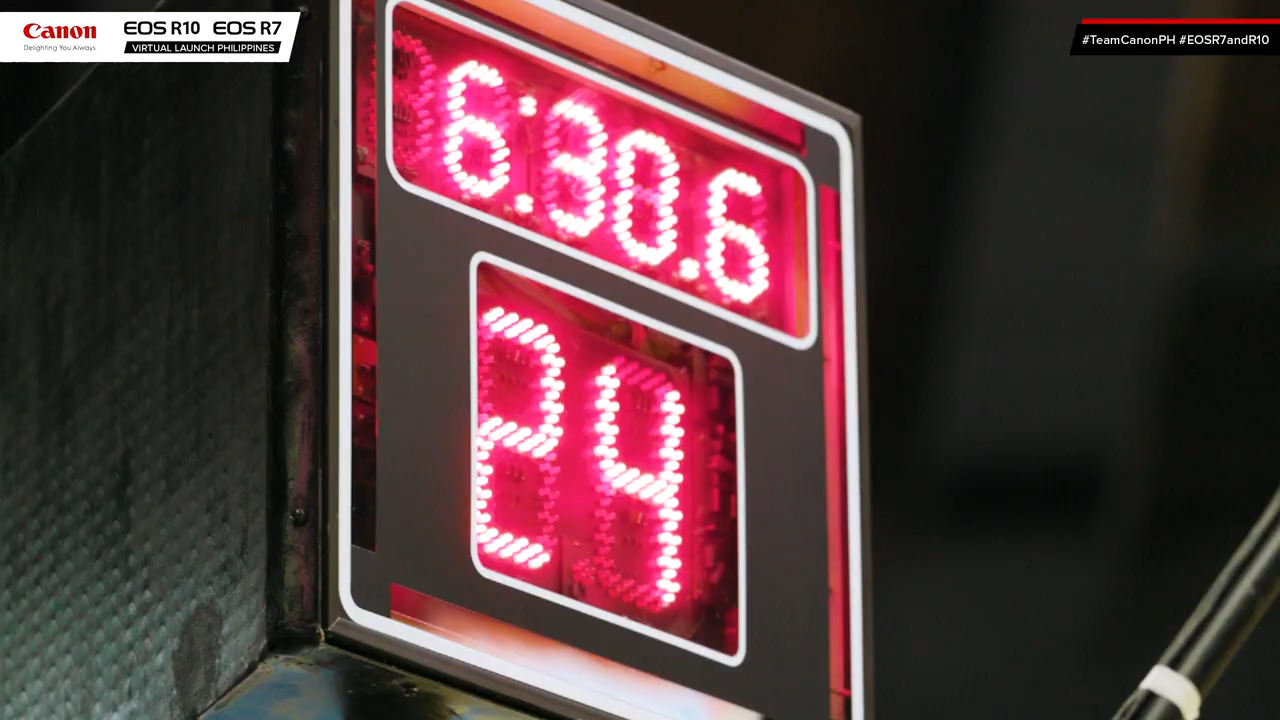 Canon
Delighting You Always
EOS R10 EOS R7
VIRTUAL LAUNCH PHILIPPINES
#TeamCanonPH #EOSR7andR10
6:30.6
24